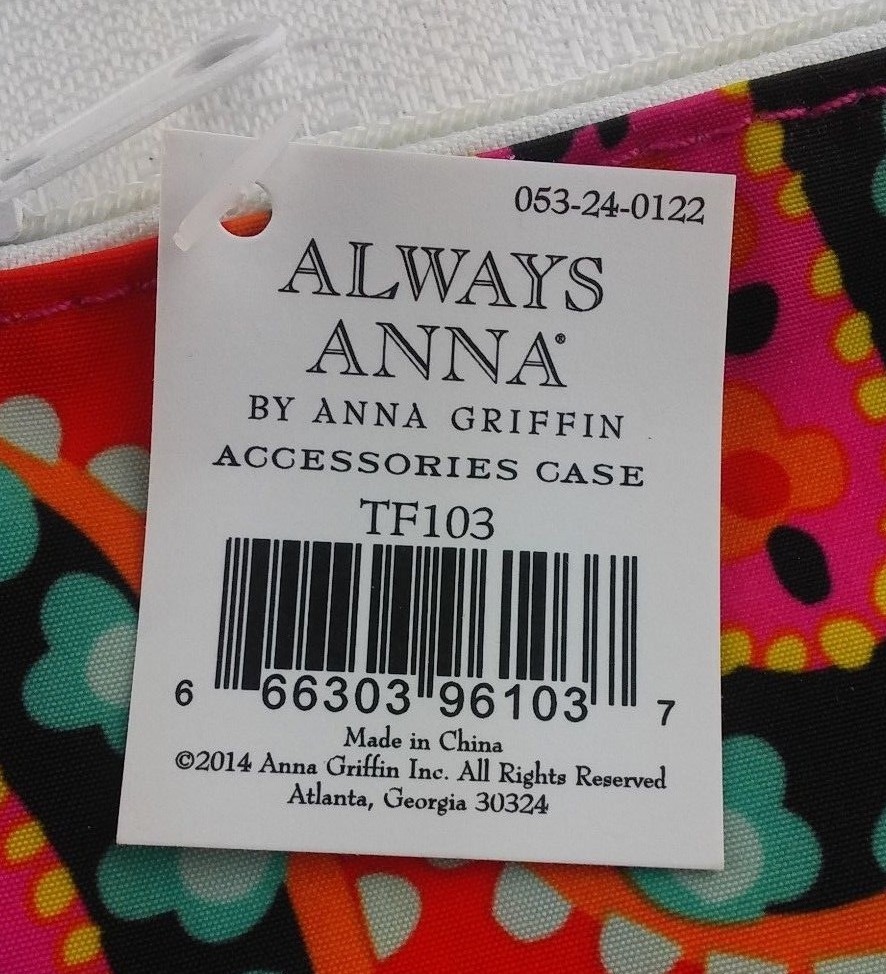 053-24-0122
ALWAYS
ANNA®
BY ANNA GRIFFIN
ACCESSORIES CASE
TF103
6 66303 96103 7
Made in China
©2014 Anna Griffin Inc. All Rights Reserved
Atlanta, Georgia 30324